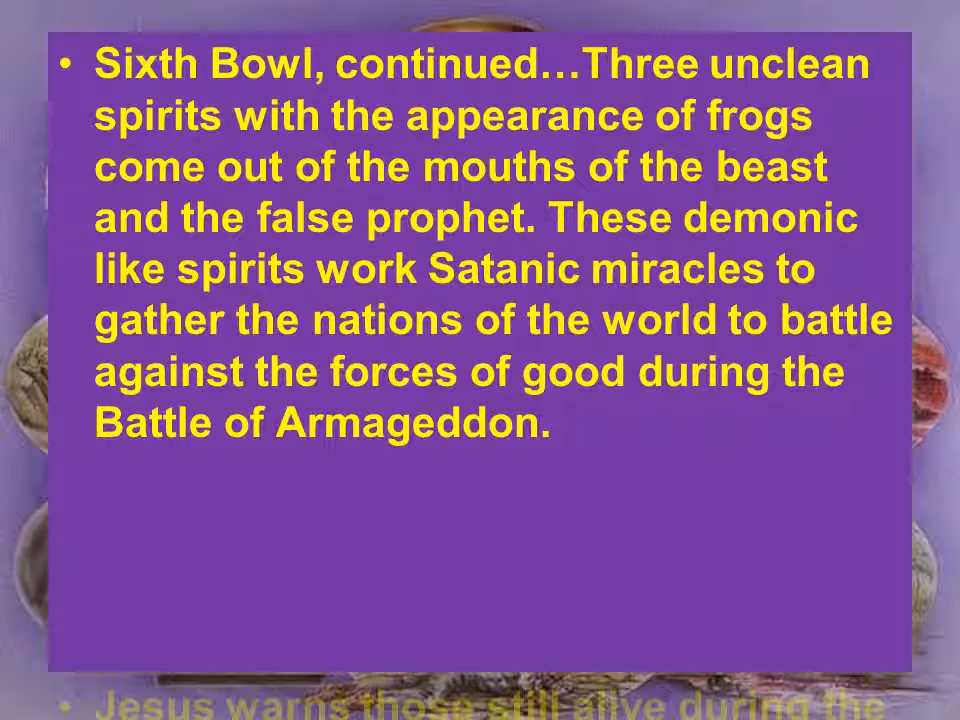 • Sixth Bowl, continued…Three unclean
spirits with the appearance of frogs
come out of the mouths of the beast
and the false prophet. These demonic
like spirits work Satanic miracles to
gather the nations of the world to battle
against the forces of good during the
Battle of Armageddon.
• Jesus warns those still alive during the